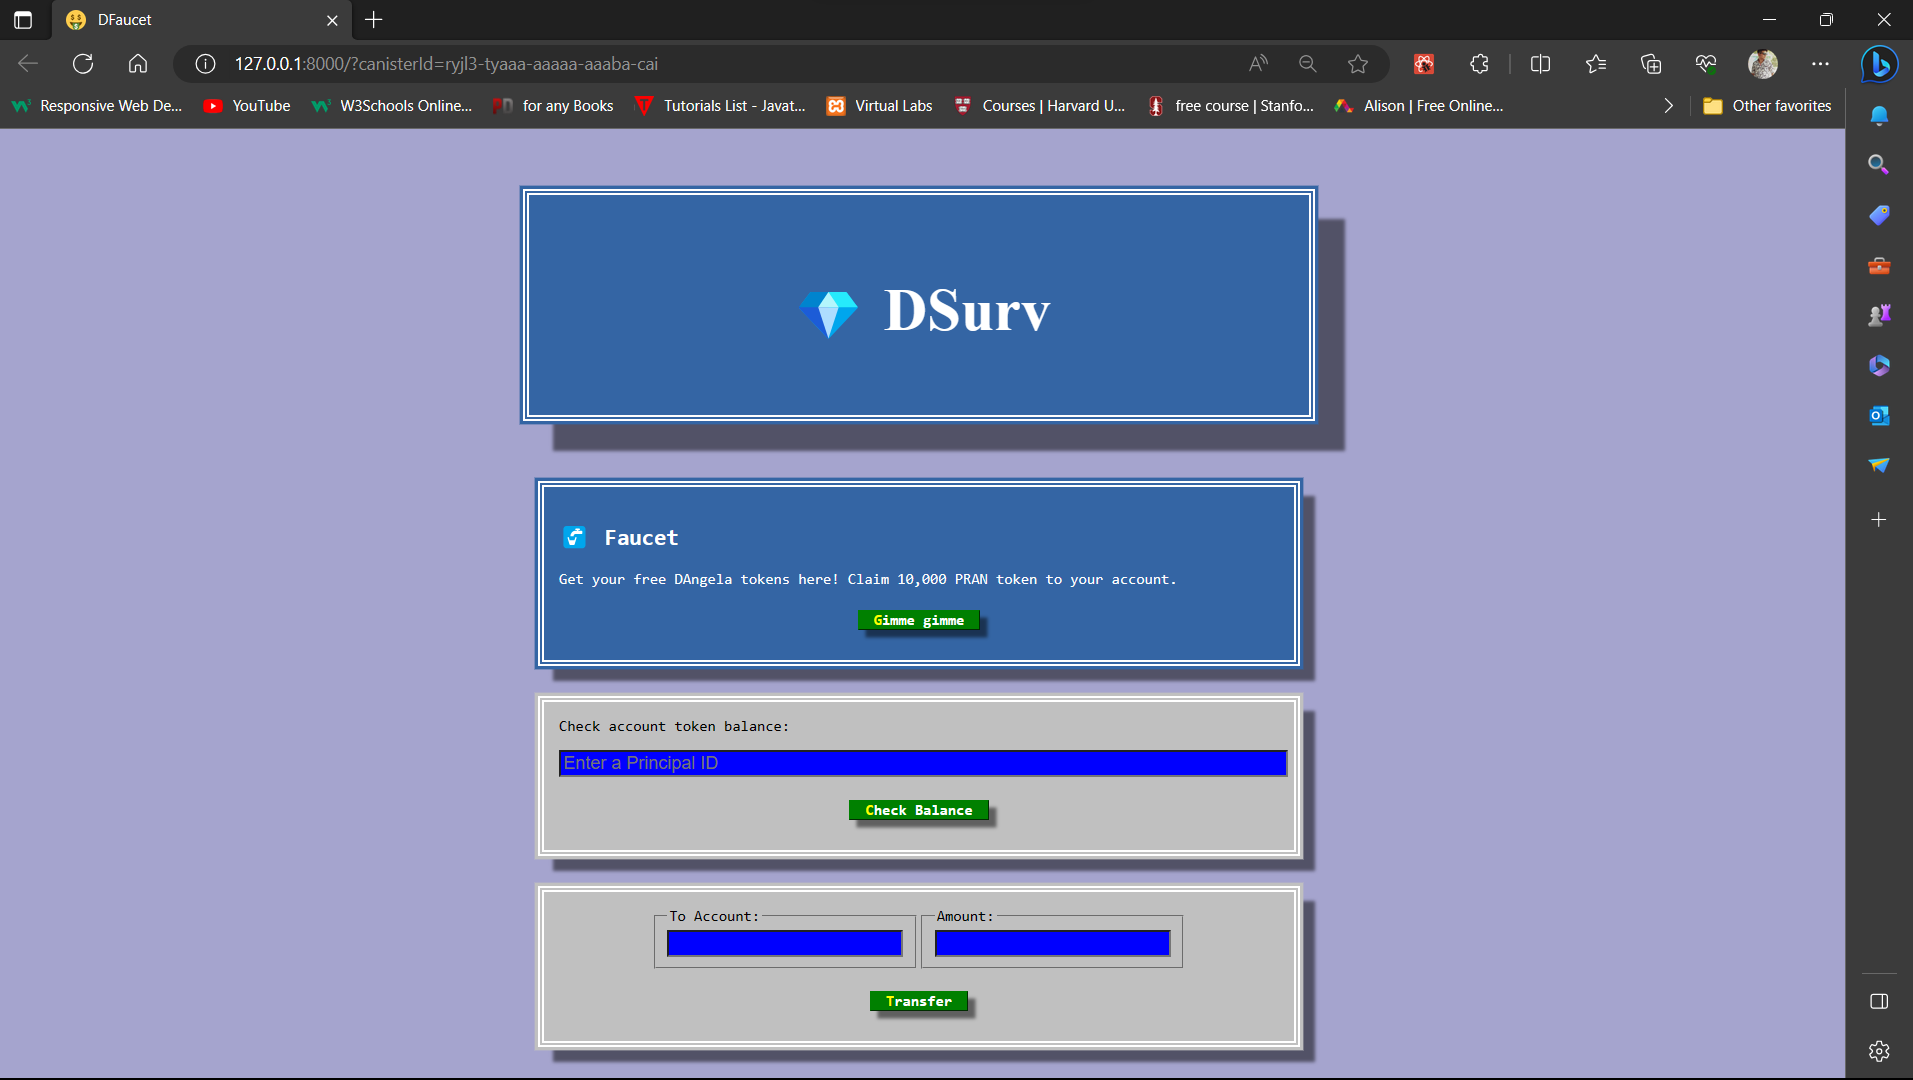 DFaucet
127.0.0.1:8000/?canisterId=ryjl3-tyaaa-aaaaa-aaaba-cai
Responsive Web De... YouTube W3Schools Online... for any Books Tutorials List - Javat... Virtual Labs Courses | Harvard U... free course | Stanfo... Alison | Free Online... Other favorites
DSurv
Faucet
Get your free DAngela tokens here! Claim 10,000 PRAN token to your account.
Gimme gimme
Check account token balance:
Enter a Principal ID
Check Balance
To Account: Amount:
Transfer